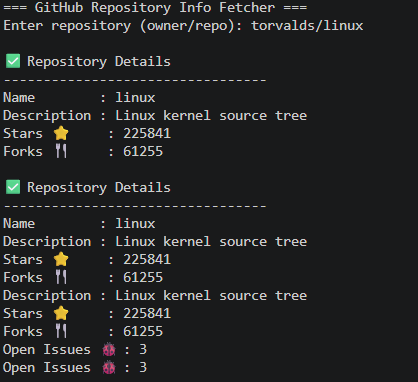 === GitHub Repository Info Fetcher ===
Enter repository (owner/repo): torvalds/linux
✅ Repository Details
---------------------------------
Name        : linux
Description : Linux kernel source tree
Stars ⭐     : 225841
Forks 🍴     : 61255
✅ Repository Details
---------------------------------
Name        : linux
Description : Linux kernel source tree
Stars ⭐     : 225841
Forks 🍴     : 61255
Description : Linux kernel source tree
Stars ⭐     : 225841
Forks 🍴     : 61255
Open Issues 🐞 : 3
Open Issues 🐞 : 3